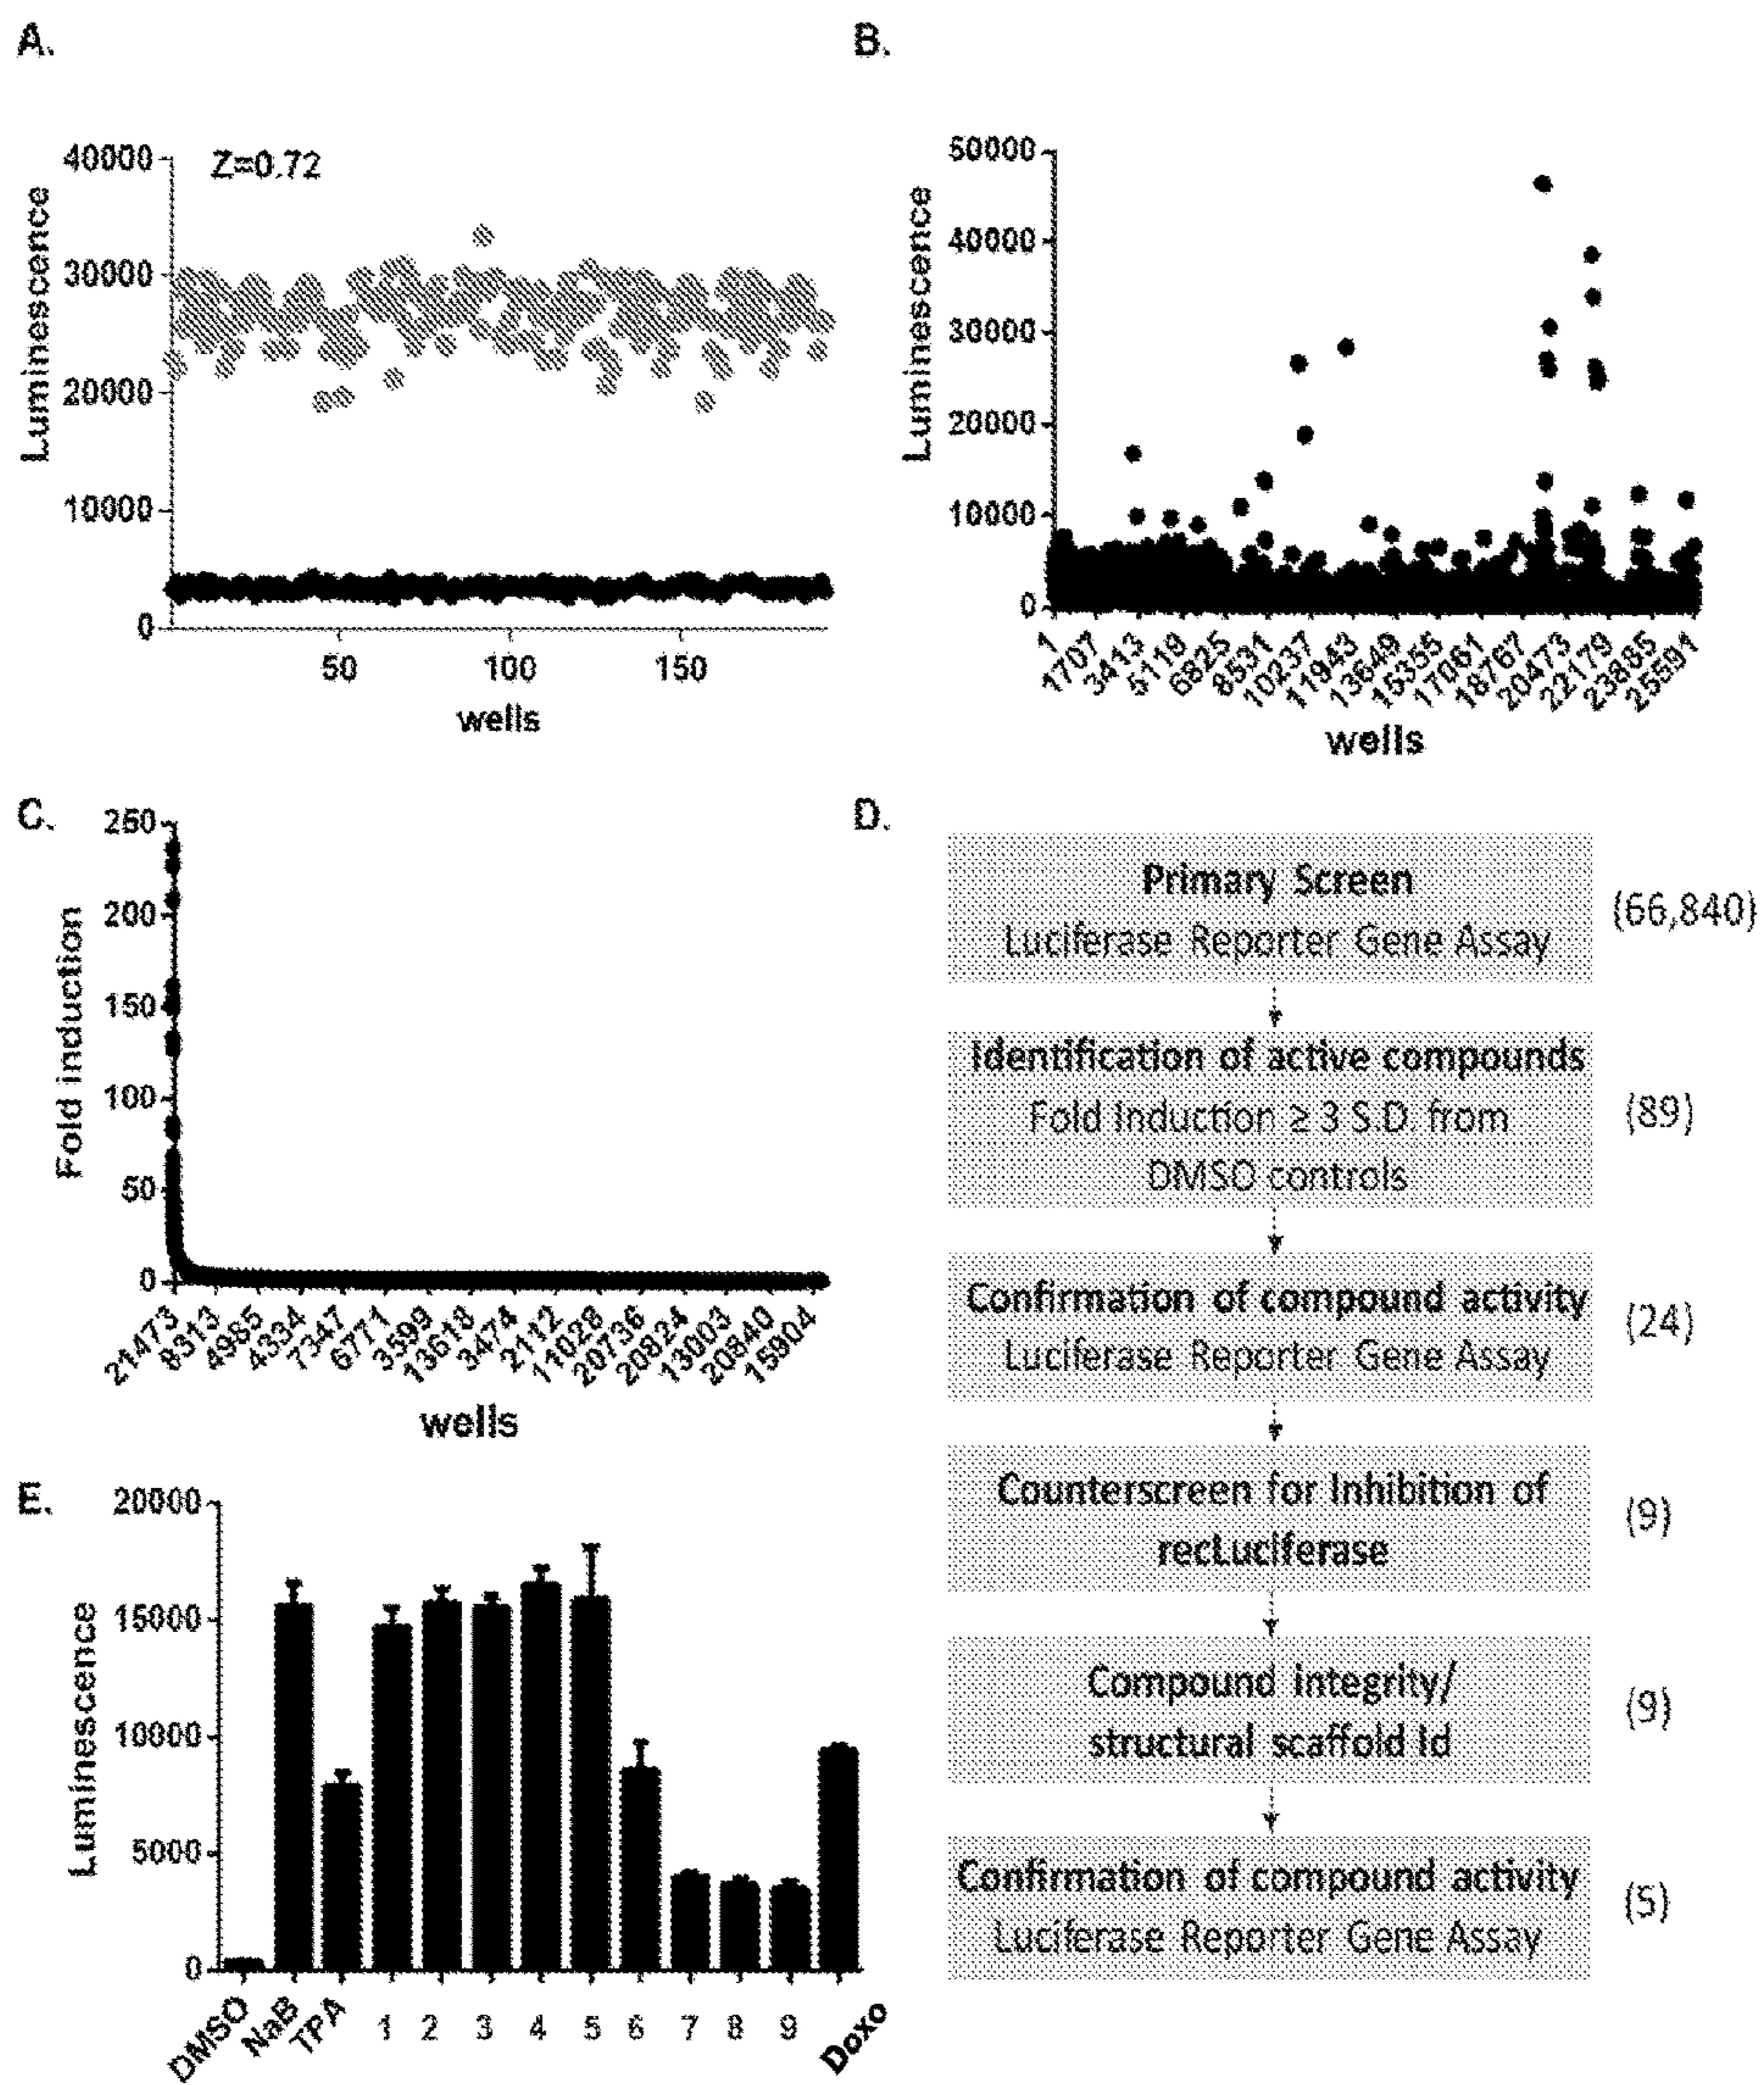 A.
Z=0.72
Luminescence
40000
30000
20000
10000
0
50 100 150
wells
B.
Luminescence
50000
40000
30000
20000
10000
0
1 1707 3413 5119 6825 8531 10237 11943 13649 15355 17061 18767 20473 22179 23885 25591
wells
C.
Fold induction
250
200
150
100
50
0
21473 8313 4985 4334 7347 6771 3599 13618 3474 2112 11028 20736 20824 13003 20840 15904
wells
D.
Primary Screen
Luciferase Reporter Gene Assay
(66,840)
Identification of active compounds
Fold Induction ≥ 3 S.D. from
DMSO controls
(89)
Confirmation of compound activity
Luciferase Reporter Gene Assay
(24)
Counterscreen for Inhibition of
recLuciferase
(9)
Compound integrity/
structural scaffold Id
(9)
Confirmation of compound activity
Luciferase Reporter Gene Assay
(5)
E.
Luminescence
20000
15000
10000
5000
0
DMSO NaB TPA 1 2 3 4 5 6 7 8 9 Doxo